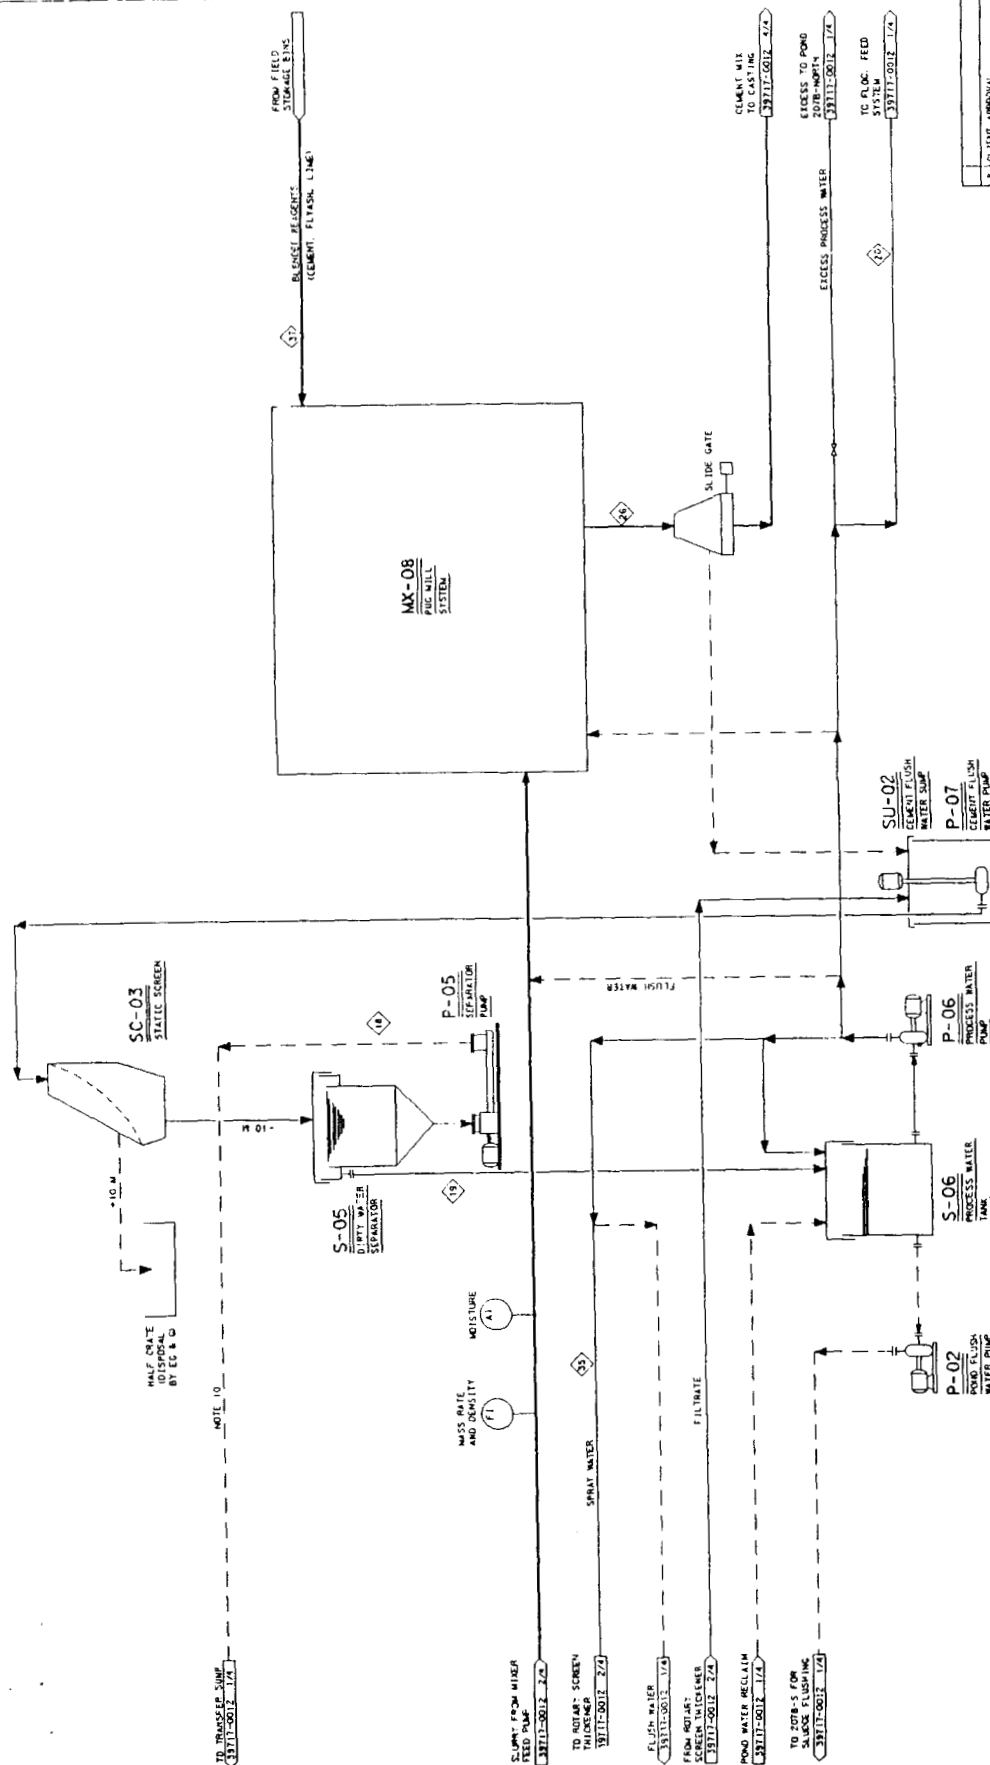 FROM FIELD
STORAGE BINS
BLENDED REAGENTS
(CEMENT, FLYASH, LIME)
37
CEMENT MIX
TO CASTING
39717-0012 4/4
EXCESS TO POND
207B-NORTH
39717-0012 1/4
TO FLOC. FEED
SYSTEM
39717-0012 1/4
EXCESS PROCESS WATER
20
CLIENT APPROVAL
MX-08
PUG MILL
SYSTEM
26
SLIDE GATE
SC-03
STATIC SCREEN
+10 M
-10 M
HALF CRATE
(DISPOSAL
BY EG & G)
S-05
DIRTY WATER
SEPARATOR
P-05
SEPARATOR
PUMP
18
19
FLUSH WATER
SU-02
CEMENT FLUSH
WATER SUMP
P-07
CEMENT FLUSH
WATER PUMP
P-06
PROCESS WATER
PUMP
S-06
PROCESS WATER
TANK
P-02
POND FLUSH
WATER PUMP
MOISTURE
AI
MASS RATE
AND DENSITY
FI
NOTE 10
35
SPRAY WATER
FILTRATE
TO TRANSFER SUMP
39717-0012 1/4
SLURRY FROM MIXER
FEED PUMP
39717-0012 2/4
TO ROTARY SCREEN
THICKENER
39717-0012 2/4
FLUSH WATER
39717-0012 1/4
FROM ROTARY
SCREEN THICKENER
39717-0012 2/4
POND WATER RECLAIM
39717-0012 1/4
TO 207B-S FOR
SLUDGE FLUSHING
39717-0012 1/4